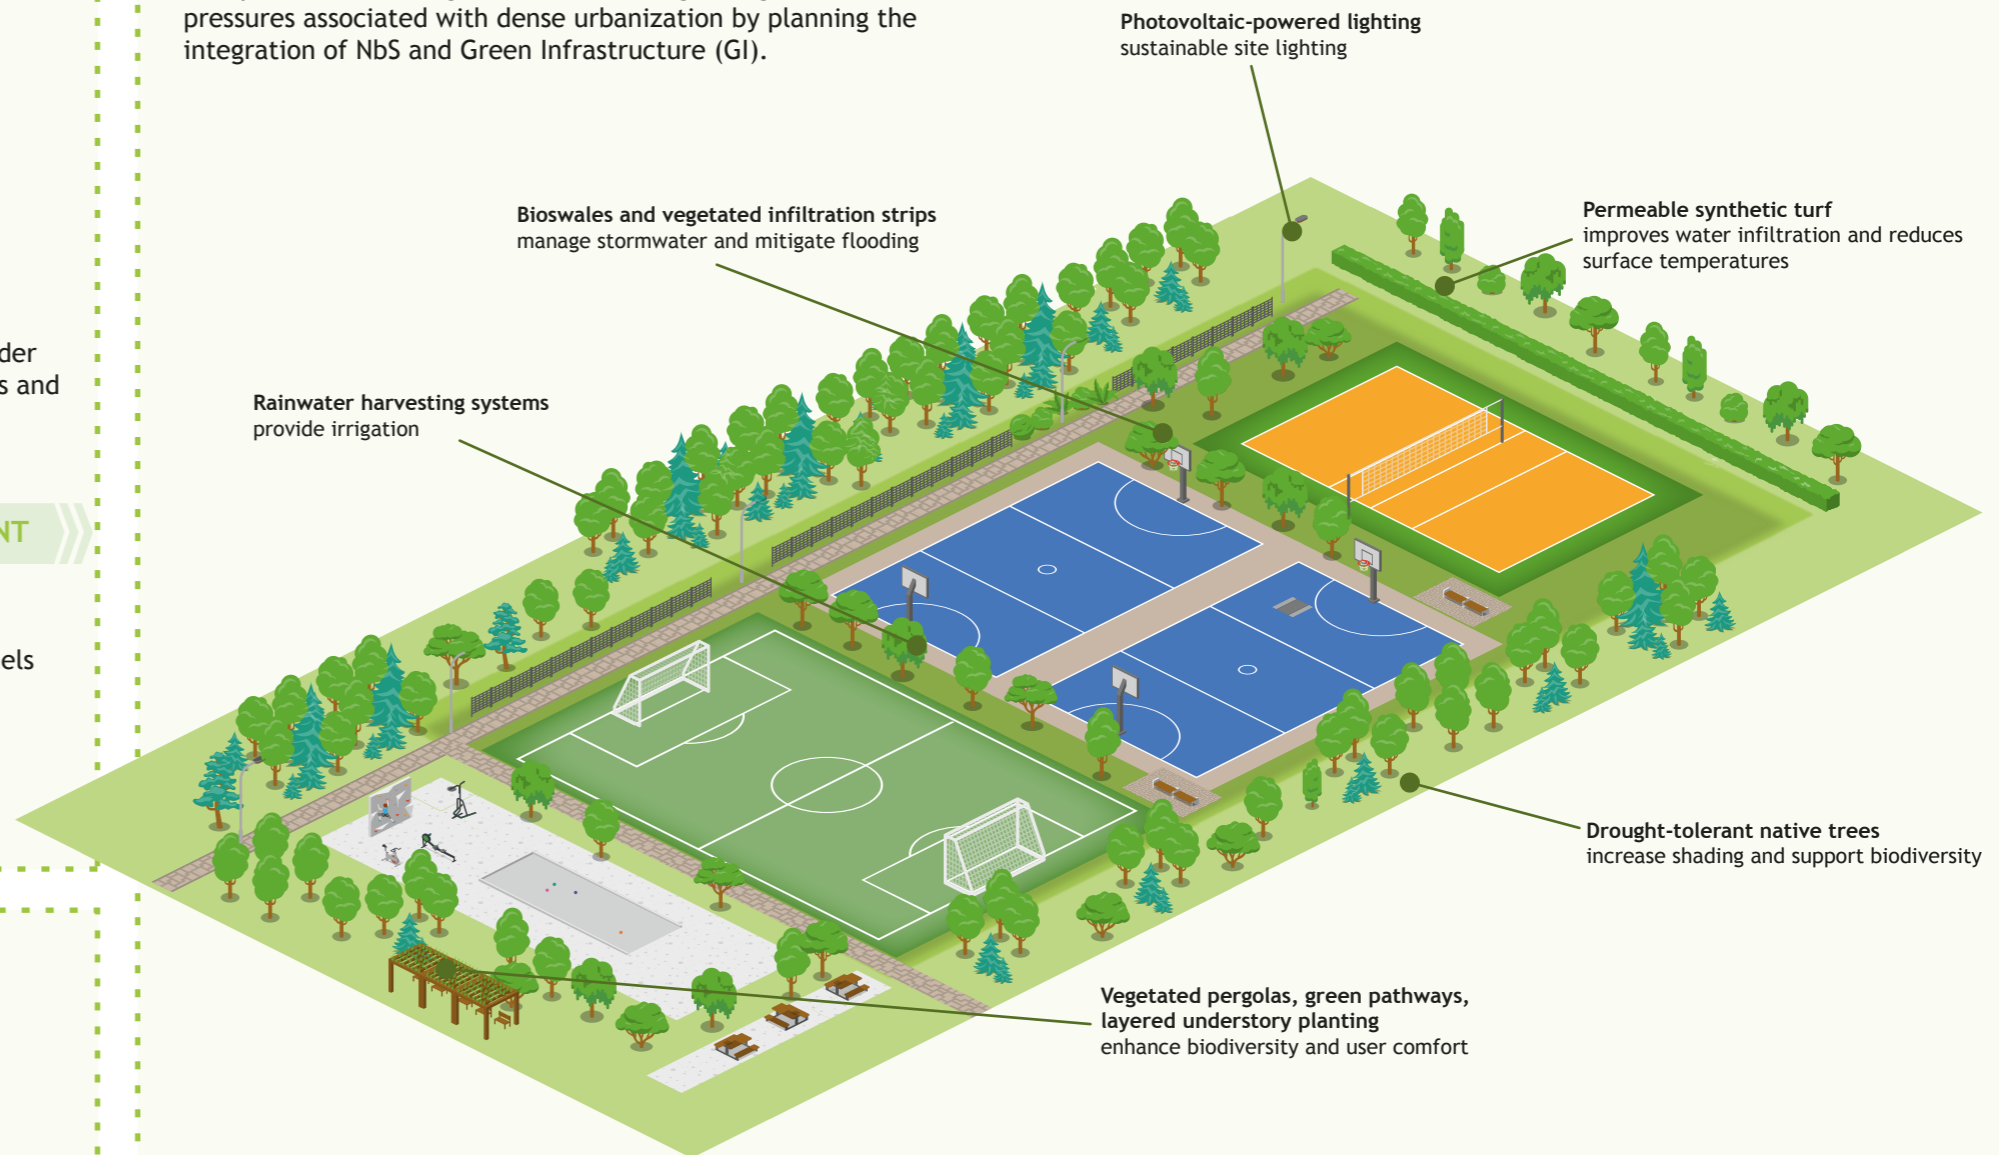 pressures associated with dense urbanization by planning the
integration of NbS and Green Infrastructure (GI).
Photovoltaic-powered lighting
sustainable site lighting
Bioswales and vegetated infiltration strips
manage stormwater and mitigate flooding
Permeable synthetic turf
improves water infiltration and reduces
surface temperatures
Rainwater harvesting systems
provide irrigation
Drought-tolerant native trees
increase shading and support biodiversity
Vegetated pergolas, green pathways,
layered understory planting
enhance biodiversity and user comfort
der
s and
NT
els